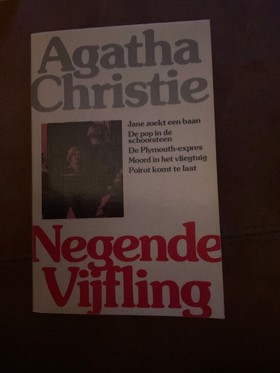 Agatha
Christie
Jane zoekt een baan
De pop in de
schoorsteen
De Plymouth-expres
Moord in het vliegtuig
Poirot komt te laat
Negende
Vijfling